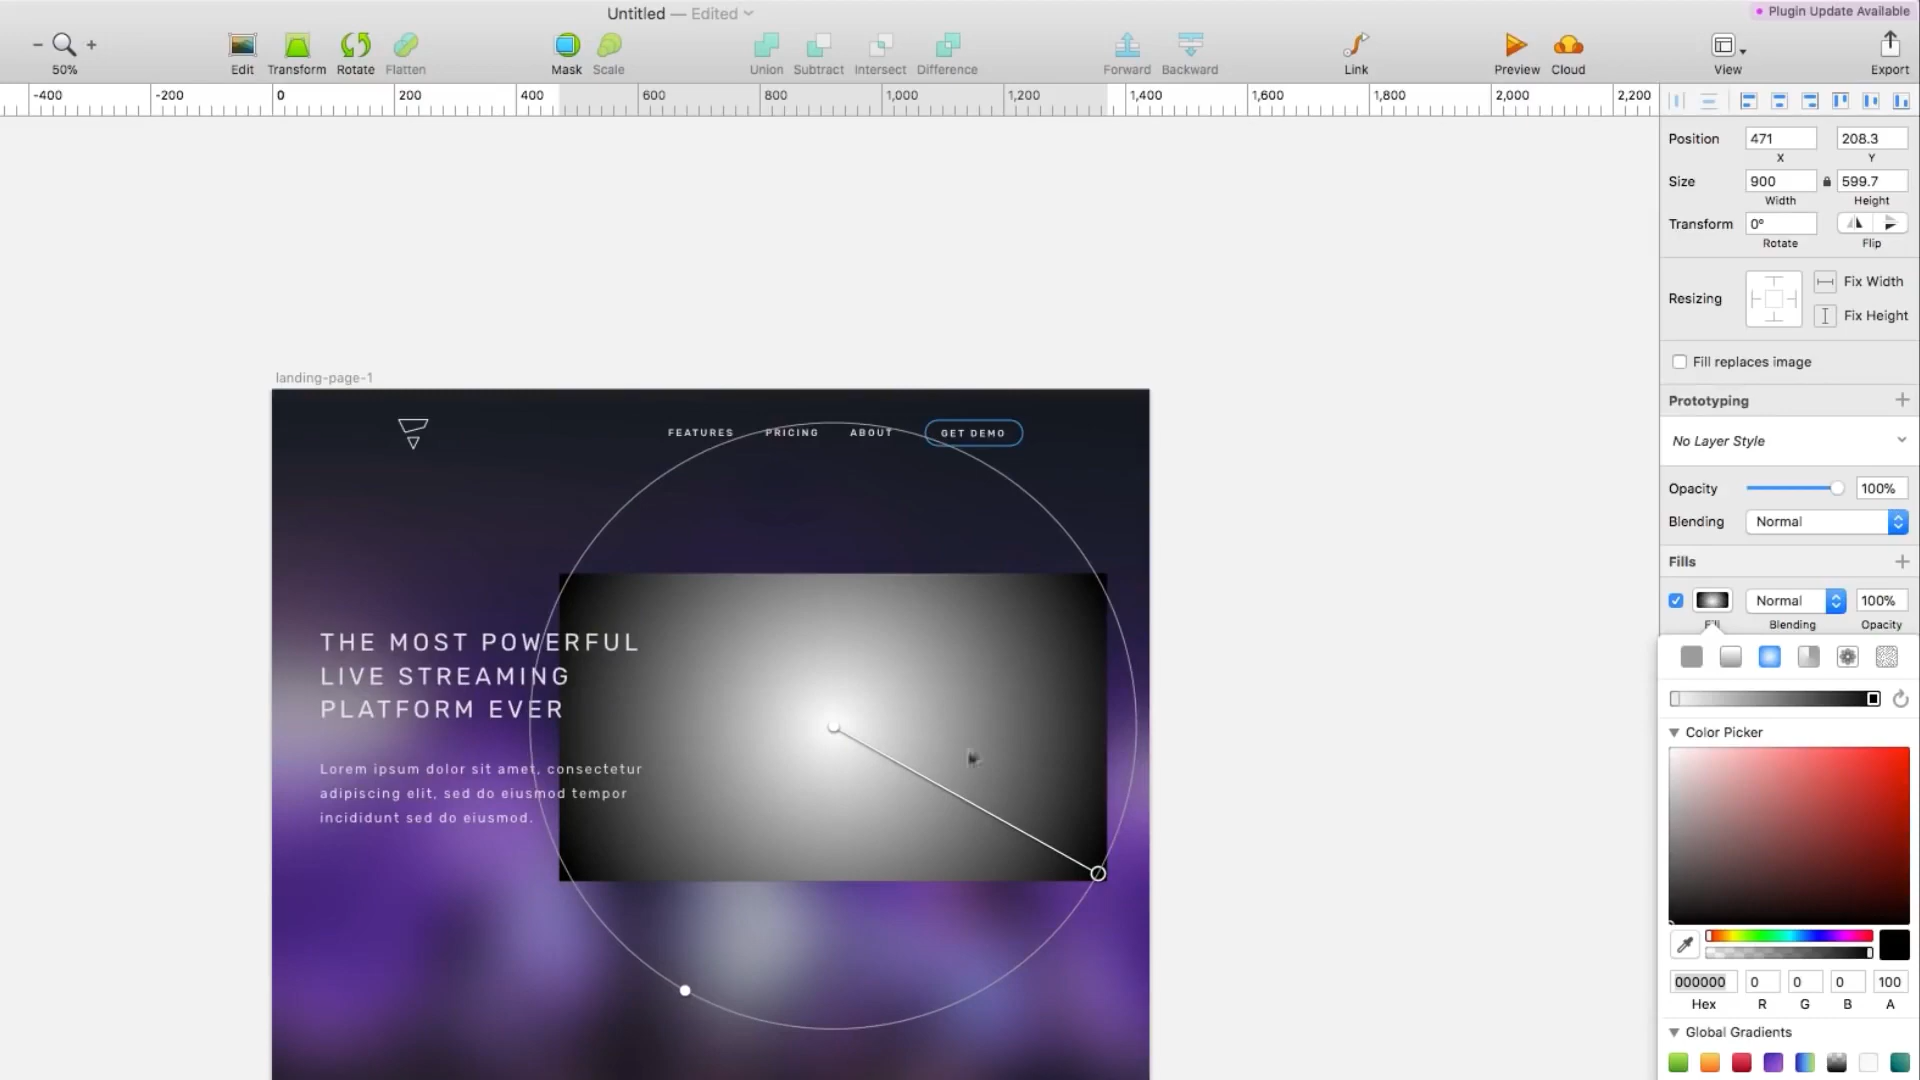 Untitled — Edited
Plugin Update Available
50%
Edit
Transform
Rotate
Flatten
Mask
Scale
Union
Subtract
Intersect
Difference
Forward
Backward
Link
Preview
Cloud
View
Export
-400 -200 0 200 400 600 800 1,000 1,200 1,400 1,600 1,800 2,000 2,200
Position 471 208.3
X Y
Size 900 599.7
Width Height
Transform 0°
Rotate Flip
Resizing
Fix Width
Fix Height
Fill replaces image
Prototyping
No Layer Style
Opacity 100%
Blending Normal
Fills
Normal 100%
Fill Blending Opacity
Color Picker
000000 0 0 0 100
Hex R G B A
Global Gradients
landing-page-1
FEATURES PRICING ABOUT GET DEMO
THE MOST POWERFUL
LIVE STREAMING
PLATFORM EVER
Lorem ipsum dolor sit amet, consectetur
adipiscing elit, sed do eiusmod tempor
incididunt sed do eiusmod.